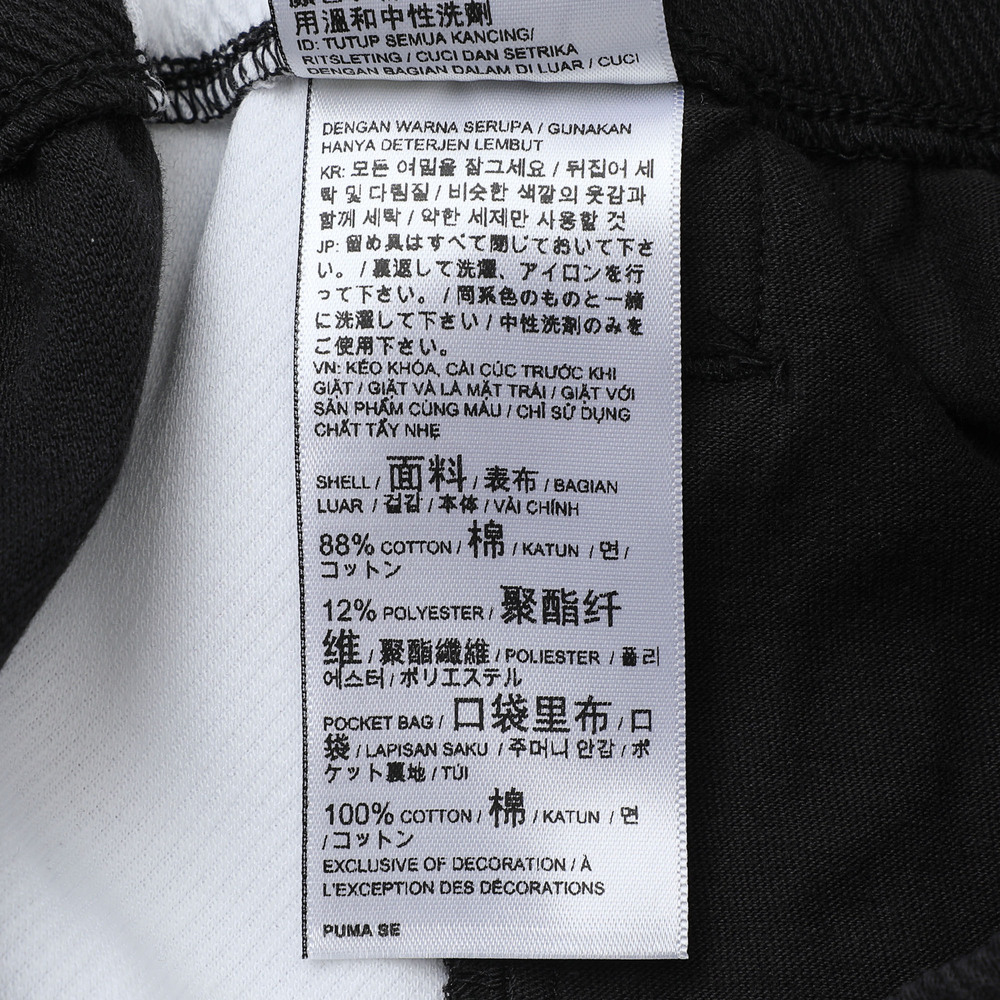 用溫和中性洗劑
ID: TUTUP SEMUA KANCING/
RITSLETING / CUCI DAN SETRIKA
DENGAN BAGIAN DALAM DI LUAR / CUCI
DENGAN WARNA SERUPA / GUNAKAN
HANYA DETERJEN LEMBUT
KR: 모든 여밈을 잠그세요 / 뒤집어 세
탁 및 다림질 / 비슷한 색깔의 옷감과
함께 세탁 / 약한 세제만 사용할 것
JP: 留め具はすべて閉じておいて下さ
い。 / 裏返して洗濯、アイロンを行
って下さい。 / 同系色のものと一緒
に洗濯して下さい / 中性洗剤のみを
ご使用下さい。
VN: KÉO KHÓA, CÀI CÚC TRƯỚC KHI
GIẶT / GIẶT VÀ LÀ MẶT TRÁI / GIẶT VỚI
SẢN PHẨM CÙNG MÀU / CHỈ SỬ DỤNG
CHẤT TẨY NHẸ
SHELL / 面料 / 表布 / BAGIAN
LUAR / 겉감 / 本体 / VẢI CHÍNH
88% COTTON / 棉 / KATUN / 면 /
コットン
12% POLYESTER / 聚酯纤
维 / 聚酯纖維 / POLIESTER / 폴리
에스터 / ポリエステル
POCKET BAG / 口袋里布 / 口
袋 / LAPISAN SAKU / 주머니 안감 / ポ
ケット裏地 / TÚI
100% COTTON / 棉 / KATUN / 면
/ コットン
EXCLUSIVE OF DECORATION / À
L'EXCEPTION DES DÉCORATIONS
PUMA SE